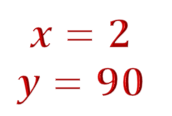 x = 2
y = 90